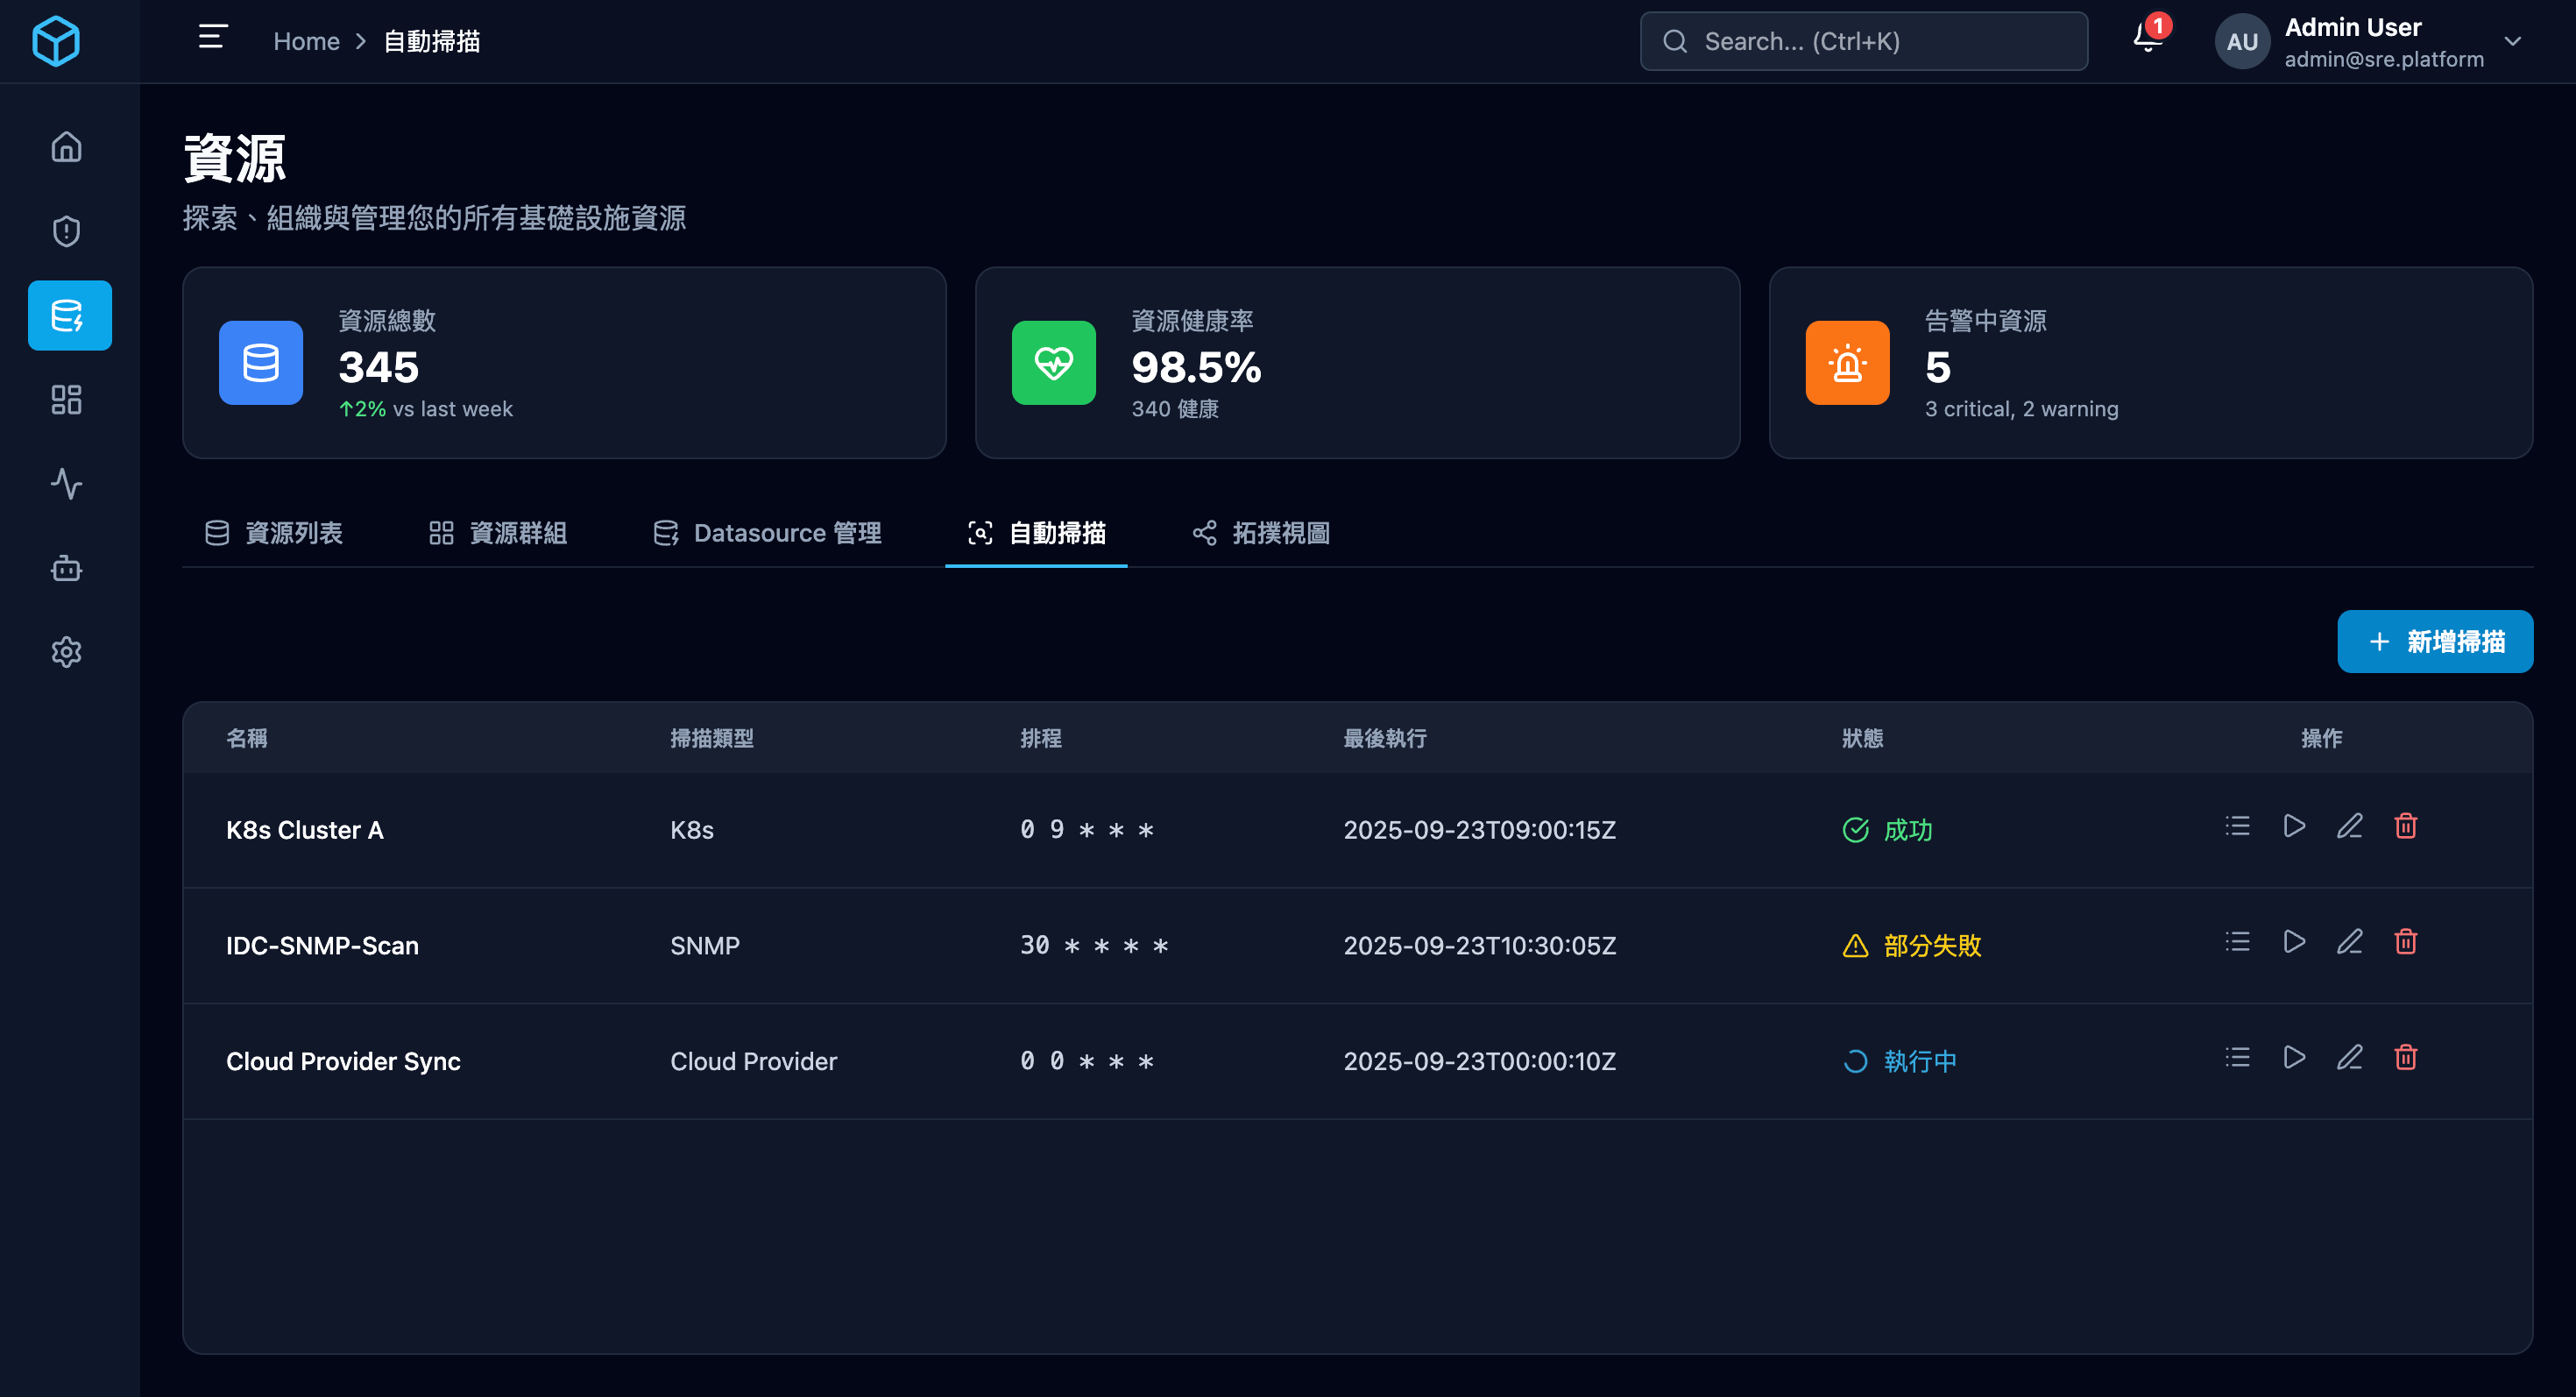 Home > 自動掃描
Search... (Ctrl+K)
1
AU
Admin User
admin@sre.platform
資源
探索、組織與管理您的所有基礎設施資源
資源總數
345
↑2% vs last week
資源健康率
98.5%
340 健康
告警中資源
5
3 critical, 2 warning
資源列表 資源群組 Datasource 管理 自動掃描 拓撲視圖
+ 新增掃描
名稱 掃描類型 排程 最後執行 狀態 操作
K8s Cluster A K8s 0 9 * * * 2025-09-23T09:00:15Z 成功
IDC-SNMP-Scan SNMP 30 * * * * 2025-09-23T10:30:05Z 部分失敗
Cloud Provider Sync Cloud Provider 0 0 * * * 2025-09-23T00:00:10Z 執行中